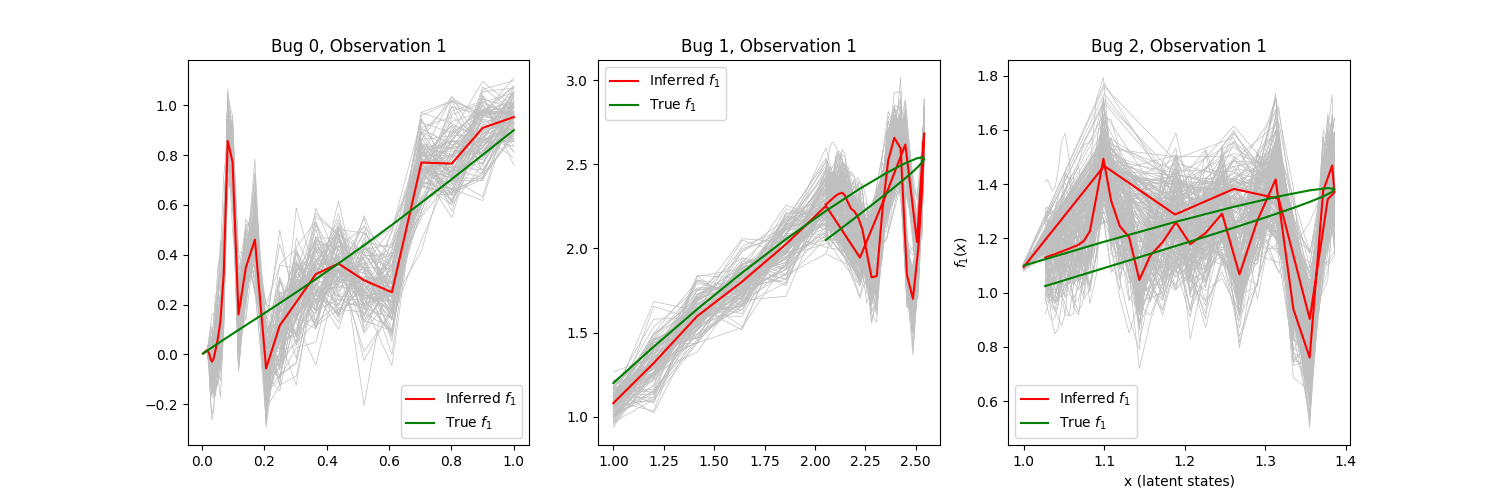 Bug 0, Observation 1
1.0
0.8
0.6
0.4
0.2
0.0
−0.2
Inferred f₁
True f₁
0.0 0.2 0.4 0.6 0.8 1.0
Bug 1, Observation 1
Inferred f₁
True f₁
3.0
2.5
2.0
1.5
1.0
1.00 1.25 1.50 1.75 2.00 2.25 2.50
Bug 2, Observation 1
f₁(x)
1.8
1.6
1.4
1.2
1.0
0.8
0.6
Inferred f₁
True f₁
1.0 1.1 1.2 1.3 1.4
x (latent states)